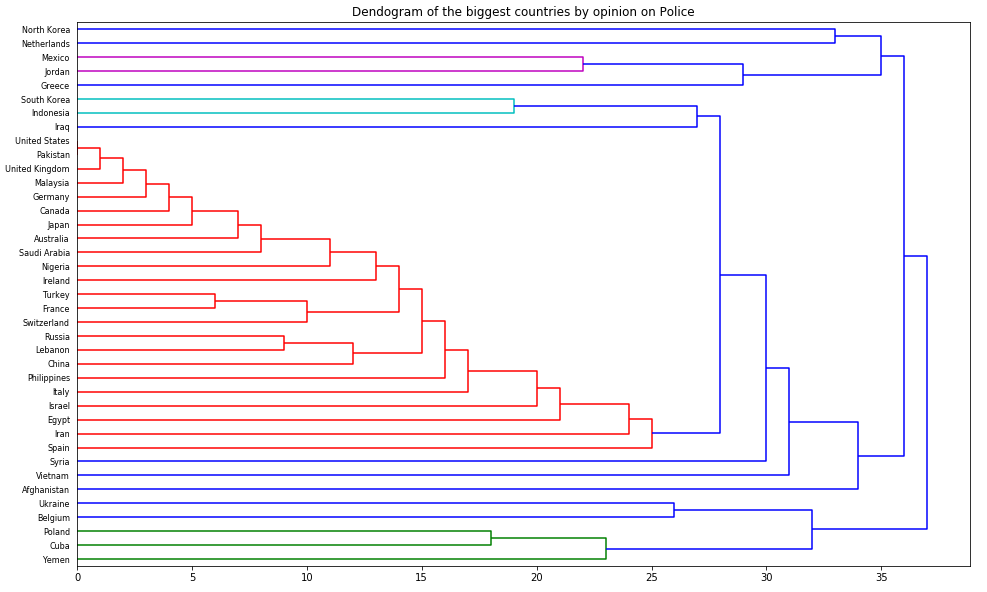 Dendogram of the biggest countries by opinion on Police
North Korea
Netherlands
Mexico
Jordan
Greece
South Korea
Indonesia
Iraq
United States
Pakistan
United Kingdom
Malaysia
Germany
Canada
Japan
Australia
Saudi Arabia
Nigeria
Ireland
Turkey
France
Switzerland
Russia
Lebanon
China
Philippines
Italy
Israel
Egypt
Iran
Spain
Syria
Vietnam
Afghanistan
Ukraine
Belgium
Poland
Cuba
Yemen
0 5 10 15 20 25 30 35